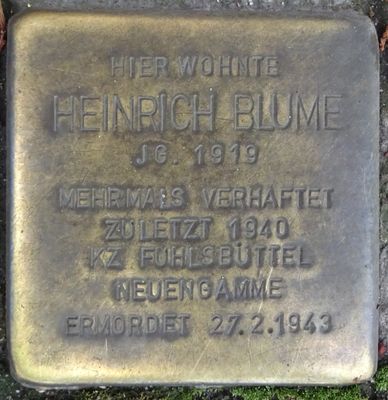 HIER WOHNTE
HEINRICH BLUME
JG. 1919
MEHRMALS VERHAFTET
ZULETZT 1940
KZ FUHLSBÜTTEL
NEUENGAMME
ERMORDET 27.2.1943